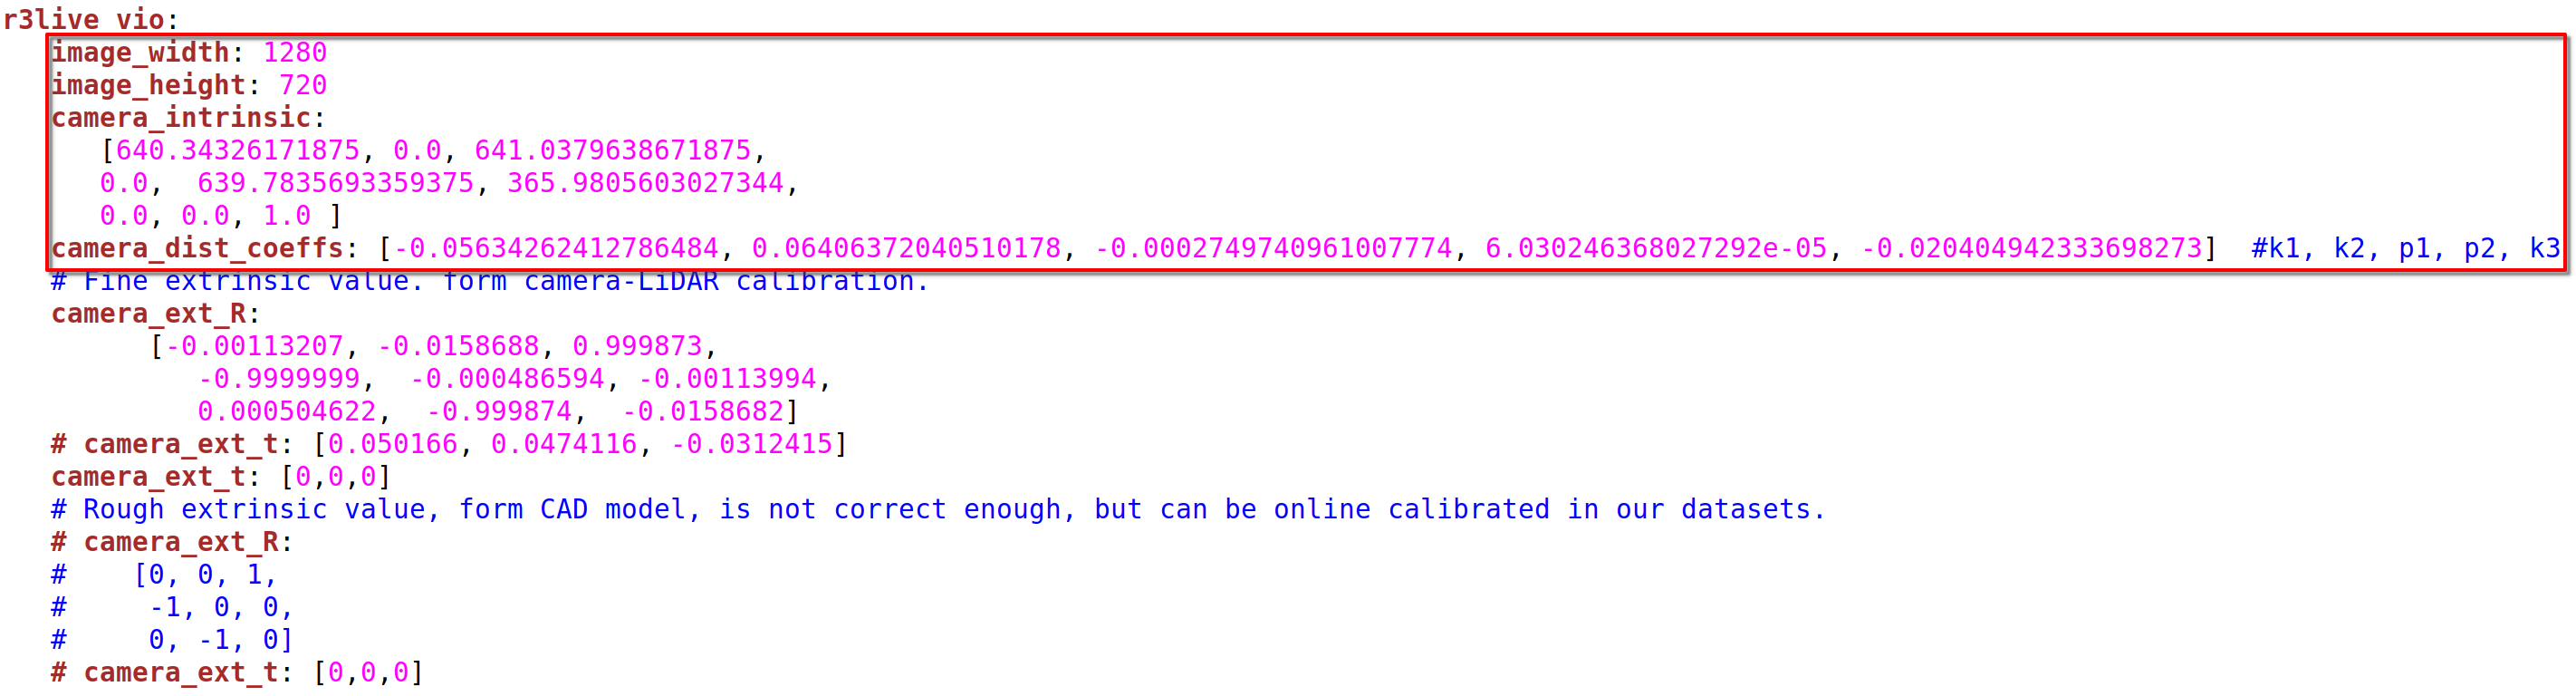 r3live_vio:
image_width: 1280
image_height: 720
camera_intrinsic:
[640.34326171875, 0.0, 641.0379638671875,
0.0, 639.7835693359375, 365.9805603027344,
0.0, 0.0, 1.0 ]
camera_dist_coeffs: [-0.05634262412786484, 0.06406372040510178, -0.0002749740961007774, 6.030246368027292e-05, -0.020404942333698273] #k1, k2, p1, p2, k3
# Fine extrinsic value. form camera-LiDAR calibration.
camera_ext_R:
[-0.00113207, -0.0158688, 0.999873,
-0.9999999, -0.000486594, -0.00113994,
0.000504622, -0.999874, -0.0158682]
# camera_ext_t: [0.050166, 0.0474116, -0.0312415]
camera_ext_t: [0,0,0]
# Rough extrinsic value, form CAD model, is not correct enough, but can be online calibrated in our datasets.
# camera_ext_R:
# [0, 0, 1,
# -1, 0, 0,
# 0, -1, 0]
# camera_ext_t: [0,0,0]